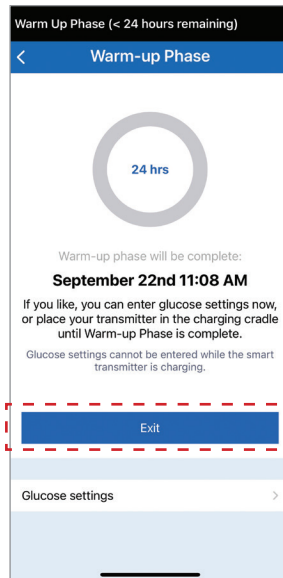 Warm Up Phase (< 24 hours remaining)
Warm-up Phase
24 hrs
Warm-up phase will be complete:
September 22nd 11:08 AM
If you like, you can enter glucose settings now,
or place your transmitter in the charging cradle
until Warm-up Phase is complete.
Glucose settings cannot be entered while the smart
transmitter is charging.
Exit
Glucose settings